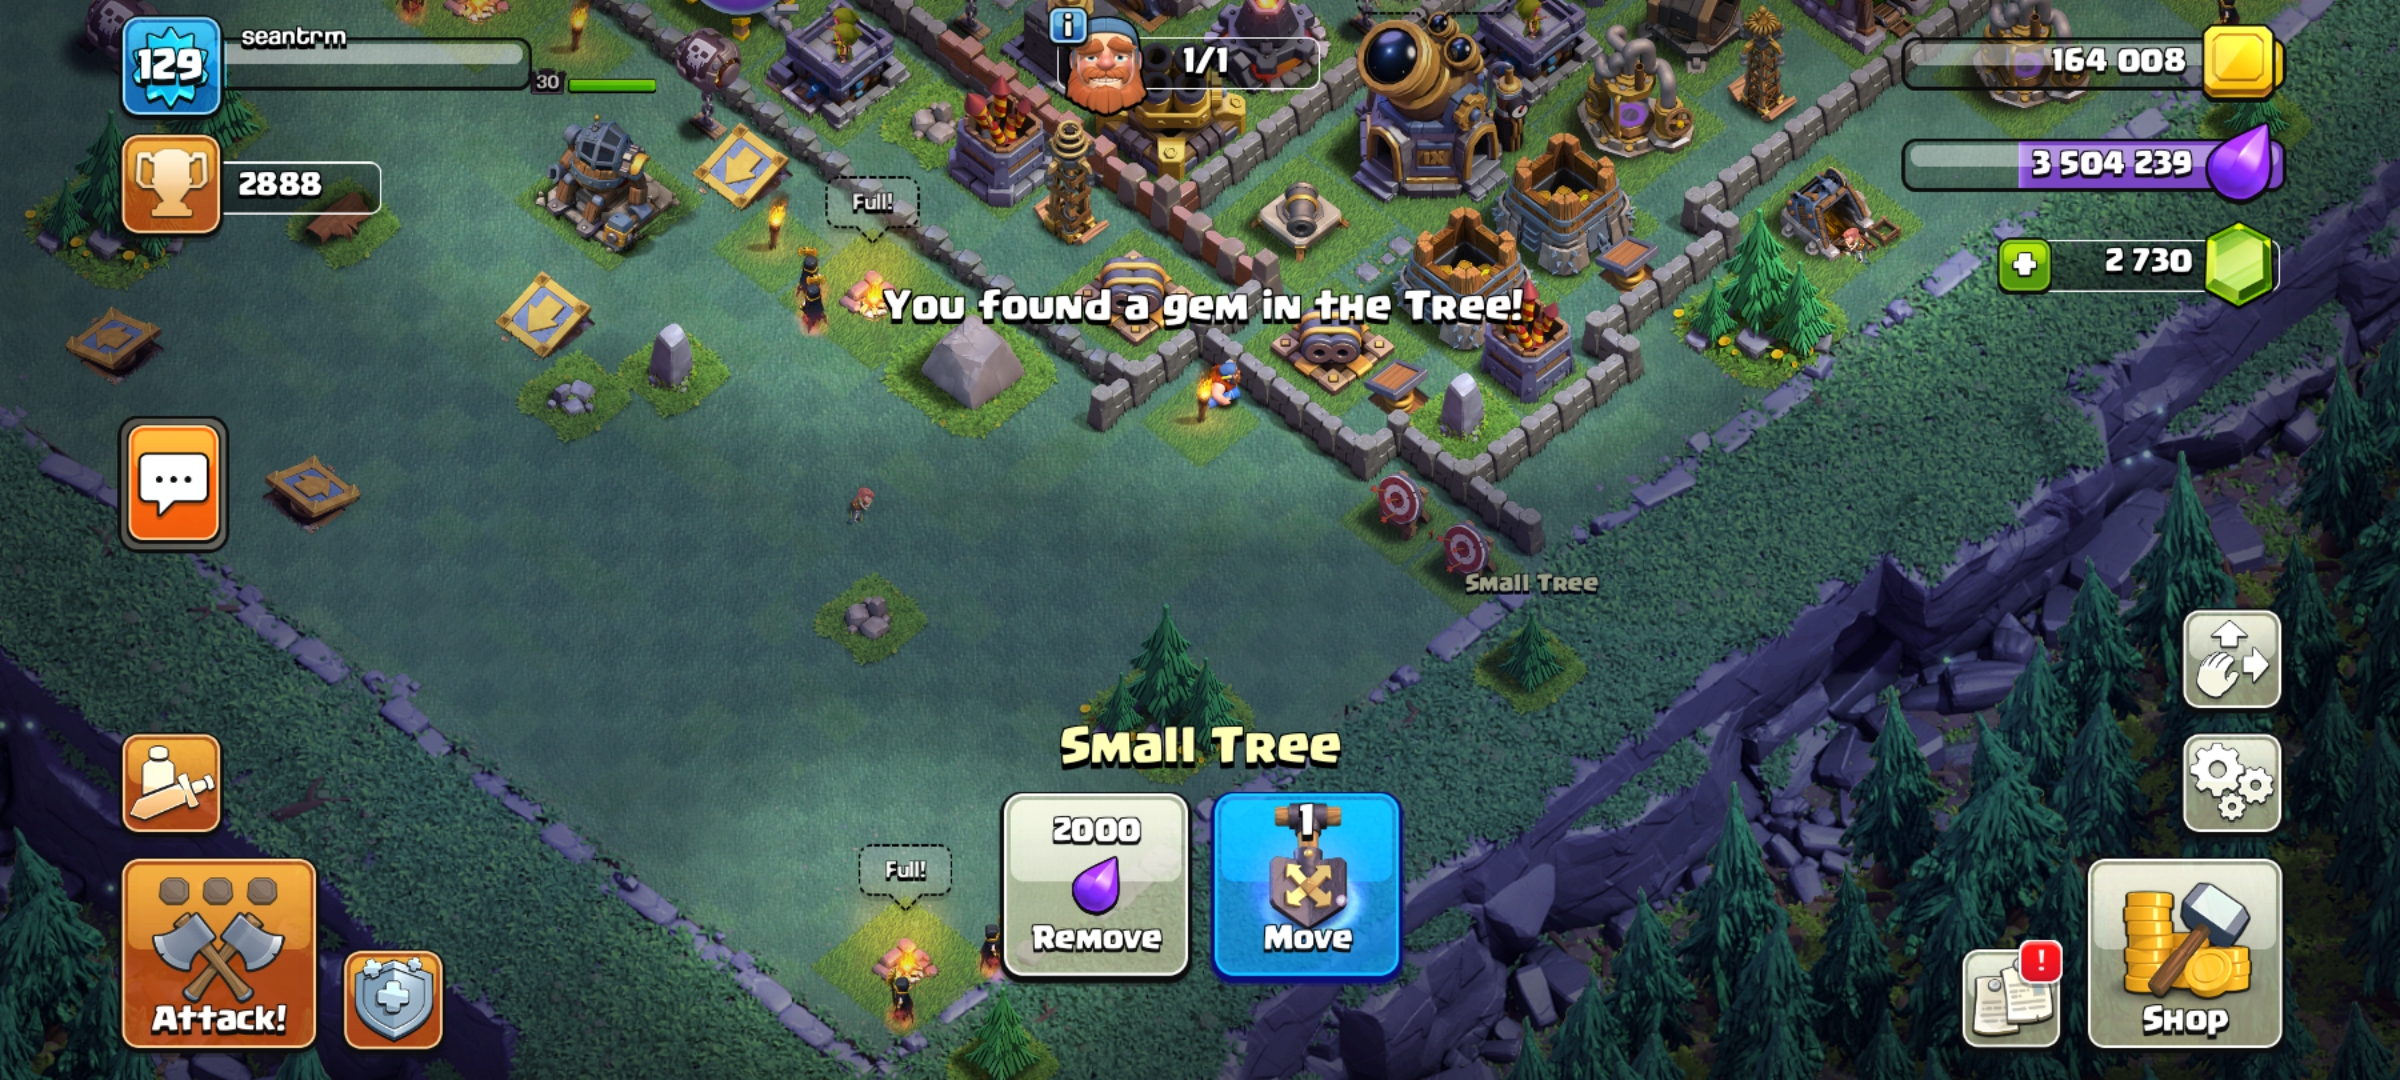 129
seantrm
30
1/1
164 008
2888
3 504 239
2 730
Full!
You found a gem in the Tree!
Small Tree
Small Tree
2000
Remove
1
Move
Full!
Attack!
!
Shop